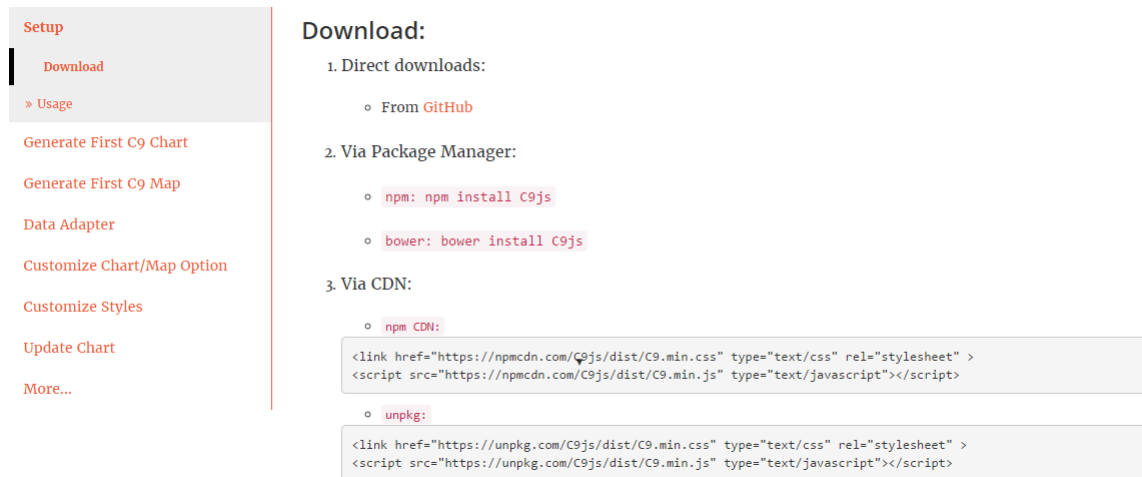 Setup
Download
» Usage
Generate First C9 Chart
Generate First C9 Map
Data Adapter
Customize Chart/Map Option
Customize Styles
Update Chart
More...
Download:
1. Direct downloads:
From GitHub
2. Via Package Manager:
npm: npm install C9js
bower: bower install C9js
3. Via CDN:
npm CDN:
<link href="https://npmcdn.com/C9js/dist/C9.min.css" type="text/css" rel="stylesheet" >
<script src="https://npmcdn.com/C9js/dist/C9.min.js" type="text/javascript"></script>
unpkg:
<link href="https://unpkg.com/C9js/dist/C9.min.css" type="text/css" rel="stylesheet" >
<script src="https://unpkg.com/C9js/dist/C9.min.js" type="text/javascript"></script>